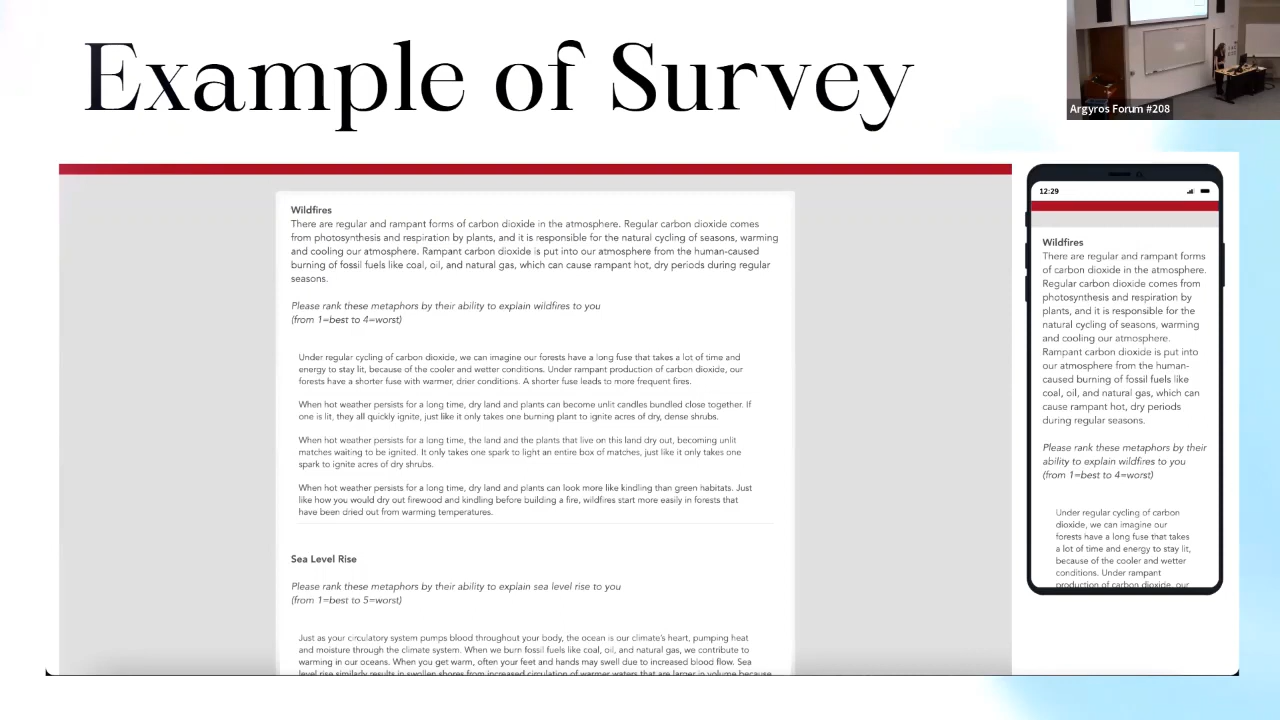 Example of Survey
Argyros Forum #208
Wildfires
There are regular and rampant forms of carbon dioxide in the atmosphere. Regular carbon dioxide comes
from photosynthesis and respiration by plants, and it is responsible for the natural cycling of seasons, warming
and cooling our atmosphere. Rampant carbon dioxide is put into our atmosphere from the human-caused
burning of fossil fuels like coal, oil, and natural gas, which can cause rampant hot, dry periods during regular
seasons.
Please rank these metaphors by their ability to explain wildfires to you
(from 1=best to 4=worst)
Under regular cycling of carbon dioxide, we can imagine our forests have a long fuse that takes a lot of time and
energy to stay lit, because of the cooler and wetter conditions. Under rampant production of carbon dioxide, our
forests have a shorter fuse with warmer, drier conditions. A shorter fuse leads to more frequent fires.
When hot weather persists for a long time, dry land and plants can become unlit candles bundled close together. If
one is lit, they all quickly ignite, just like it only takes one burning plant to ignite acres of dry, dense shrubs.
When hot weather persists for a long time, the land and the plants that live on this land dry out, becoming unlit
matches waiting to be ignited. It only takes one spark to light an entire box of matches, just like it only takes one
spark to ignite acres of dry shrubs.
When hot weather persists for a long time, dry land and plants can look more like kindling than green habitats. Just
like how you would dry out firewood and kindling before building a fire, wildfires start more easily in forests that
have been dried out from warming temperatures.
Sea Level Rise
Please rank these metaphors by their ability to explain sea level rise to you
(from 1=best to 5=worst)
Just as your circulatory system pumps blood throughout your body, the ocean is our climate's heart, pumping heat
and moisture through the climate system. When we burn fossil fuels like coal, oil, and natural gas, we contribute to
warming in our oceans. When you get warm, often your feet and hands may swell due to increased blood flow. Sea
level rise similarly results in swollen shores from increased circulation of warmer waters that are larger in volume because
12:29
Wildfires
There are regular and rampant forms
of carbon dioxide in the atmosphere.
Regular carbon dioxide comes from
photosynthesis and respiration by
plants, and it is responsible for the
natural cycling of seasons, warming
and cooling our atmosphere.
Rampant carbon dioxide is put into
our atmosphere from the human-
caused burning of fossil fuels like
coal, oil, and natural gas, which can
cause rampant hot, dry periods
during regular seasons.
Please rank these metaphors by their
ability to explain wildfires to you
(from 1=best to 4=worst)
Under regular cycling of carbon
dioxide, we can imagine our
forests have a long fuse that takes
a lot of time and energy to stay lit,
because of the cooler and wetter
conditions. Under rampant
production of carbon dioxide, our